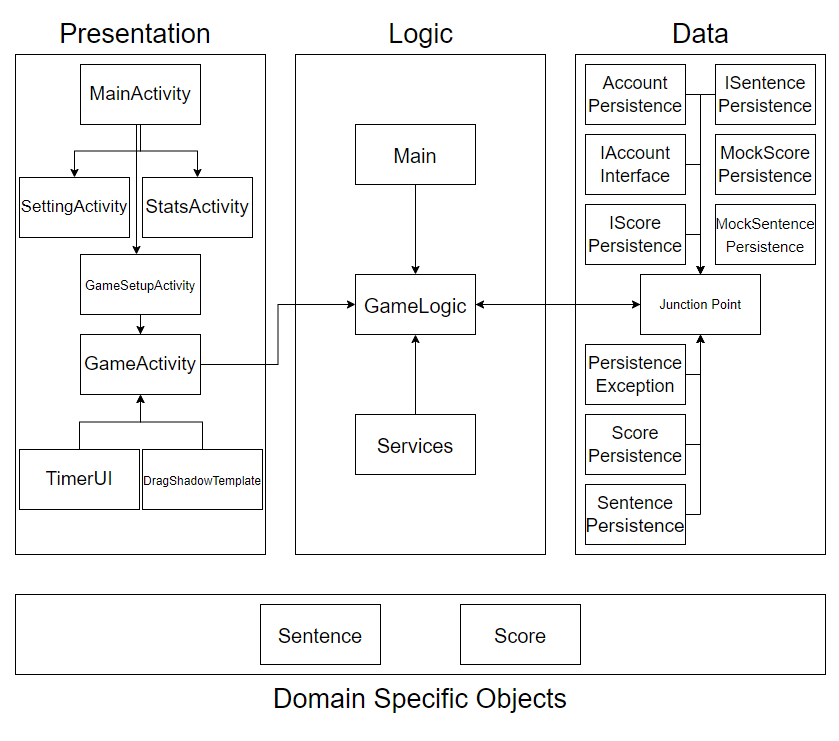 Presentation
Logic
Data
MainActivity
SettingActivity
StatsActivity
GameSetupActivity
GameActivity
TimerUI
DragShadowTemplate
Main
GameLogic
Services
Account
Persistence
ISentence
Persistence
IAccount
Interface
MockScore
Persistence
IScore
Persistence
MockSentence
Persistence
Junction Point
Persistence
Exception
Score
Persistence
Sentence
Persistence
Sentence
Score
Domain Specific Objects